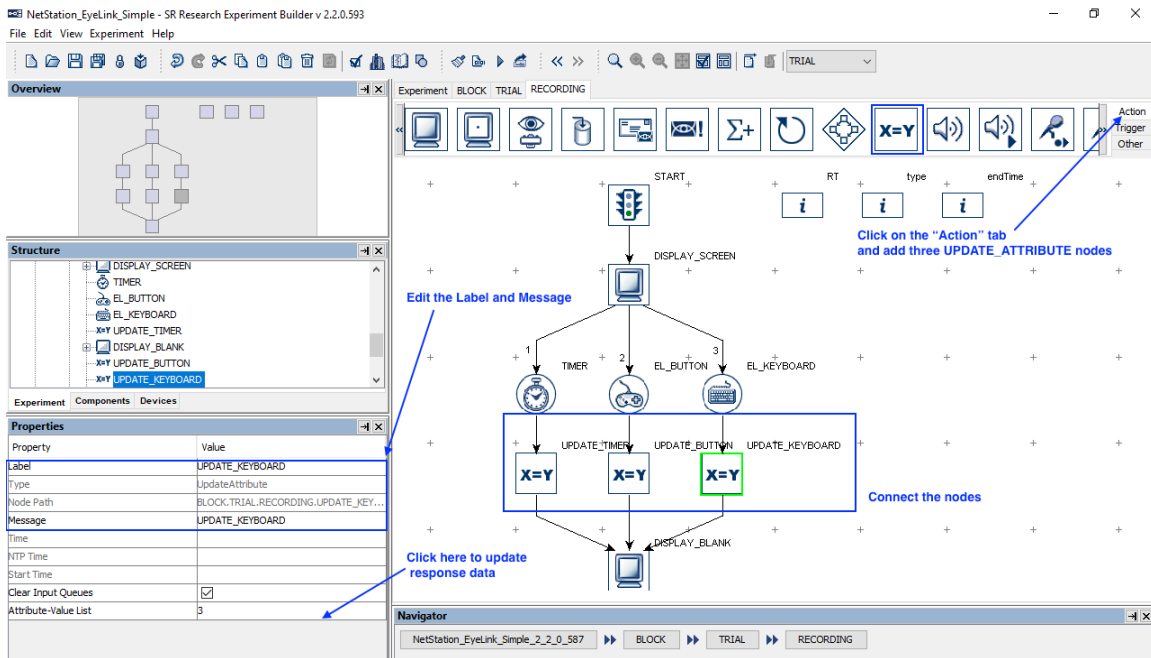 NetStation_EyeLink_Simple - SR Research Experiment Builder v 2.2.0.593
File Edit View Experiment Help
TRIAL
Overview
Experiment BLOCK TRIAL RECORDING
X=Y
Σ+
Action
Trigger
Other
START
RT
type
endTime
i
i
i
Click on the “Action” tab
and add three UPDATE_ATTRIBUTE nodes
Structure
DISPLAY_SCREEN
TIMER
EL_BUTTON
EL_KEYBOARD
X=Y UPDATE_TIMER
DISPLAY_BLANK
X=Y UPDATE_BUTTON
X=Y UPDATE_KEYBOARD
Experiment Components Devices
DISPLAY_SCREEN
Edit the Label and Message
1
2
3
TIMER
EL_BUTTON
EL_KEYBOARD
UPDATE_TIMER
UPDATE_BUTTON
UPDATE_KEYBOARD
X=Y
X=Y
X=Y
Connect the nodes
DISPLAY_BLANK
Properties
Property Value
Label UPDATE_KEYBOARD
Type UpdateAttribute
Node Path BLOCK.TRIAL.RECORDING.UPDATE_KEY...
Message UPDATE_KEYBOARD
Time
NTP Time
Start Time
Clear Input Queues
Attribute-Value List 3
Click here to update
response data
Navigator
NetStation_EyeLink_Simple_2_2_0_587 BLOCK TRIAL RECORDING